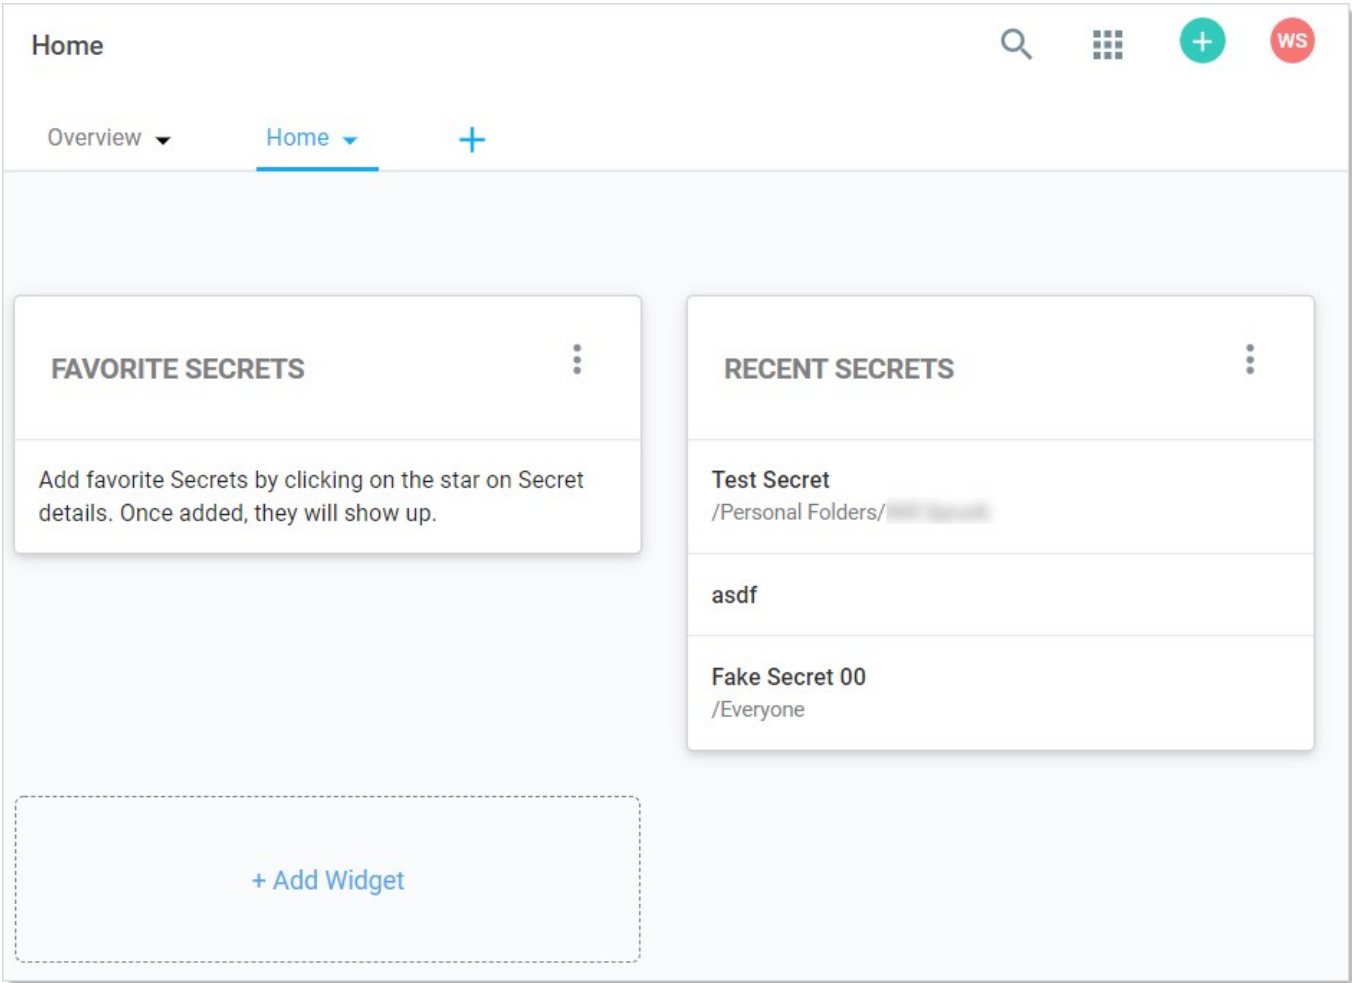 Home
WS
Overview
Home
FAVORITE SECRETS
Add favorite Secrets by clicking on the star on Secret
details. Once added, they will show up.
RECENT SECRETS
Test Secret
/Personal Folders/
asdf
Fake Secret 00
/Everyone
+ Add Widget